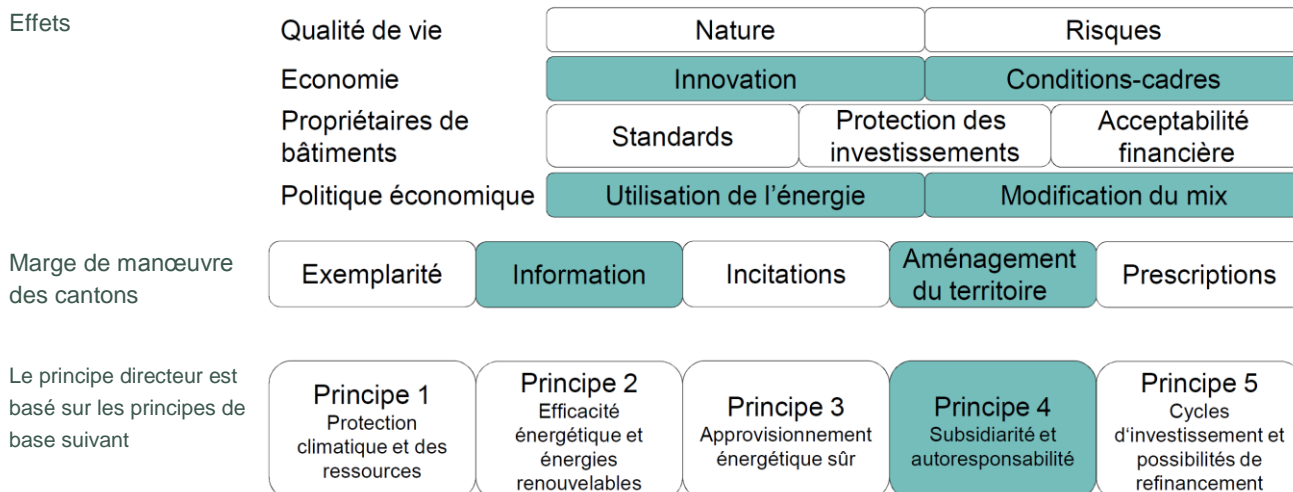 Effets
Qualité de vie
Nature
Risques
Economie
Innovation
Conditions-cadres
Propriétaires de
bâtiments
Standards
Protection des
investissements
Acceptabilité
financière
Politique économique
Utilisation de l'énergie
Modification du mix
Marge de manœuvre
des cantons
Exemplarité
Information
Incitations
Aménagement
du territoire
Prescriptions
Le principe directeur est
basé sur les principes de
base suivant
Principe 1
Protection
climatique et des
ressources
Principe 2
Efficacité
énergétique et
énergies
renouvelables
Principe 3
Approvisionnement
énergétique sûr
Principe 4
Subsidiarité et
autoresponsabilité
Principe 5
Cycles
d'investissement et
possibilités de
refinancement